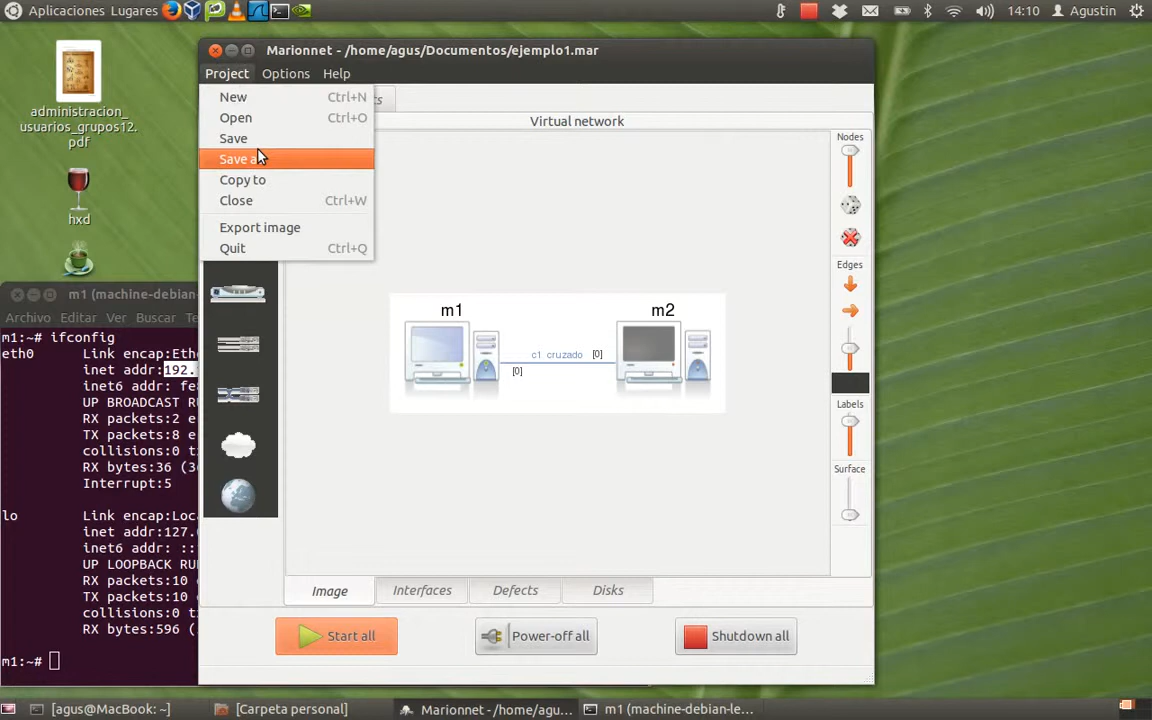 Aplicaciones Lugares
14:10
Agustin
administracion_
usuarios_grupos12.
pdf
hxd
Marionnet - /home/agus/Documentos/ejemplo1.mar
Project Options Help
New Ctrl+N
Open Ctrl+O
Save
Save a
Copy to
Close Ctrl+W
Export image
Quit Ctrl+Q
Virtual network
Nodes
Edges
Labels
Surface
m1
m2
c1 cruzado [0]
[0]
Image Interfaces Defects Disks
Start all
Power-off all
Shutdown all
m1 (machine-debian-
Archivo Editar Ver Buscar Te
m1:~# ifconfig
eth0 Link encap:Eth
inet addr:192.
inet6 addr: fe
UP BROADCAST RU
RX packets:2 e
TX packets:8 e
collisions:0 t
RX bytes:36 (3
Interrupt:5
lo Link encap:Loc
inet addr:127.
inet6 addr: ::
UP LOOPBACK RU
RX packets:10
TX packets:10
collisions:0 t
RX bytes:596 (
m1:~#
[agus@MacBook: ~]
[Carpeta personal]
Marionnet - /home/agu...
m1 (machine-debian-le...